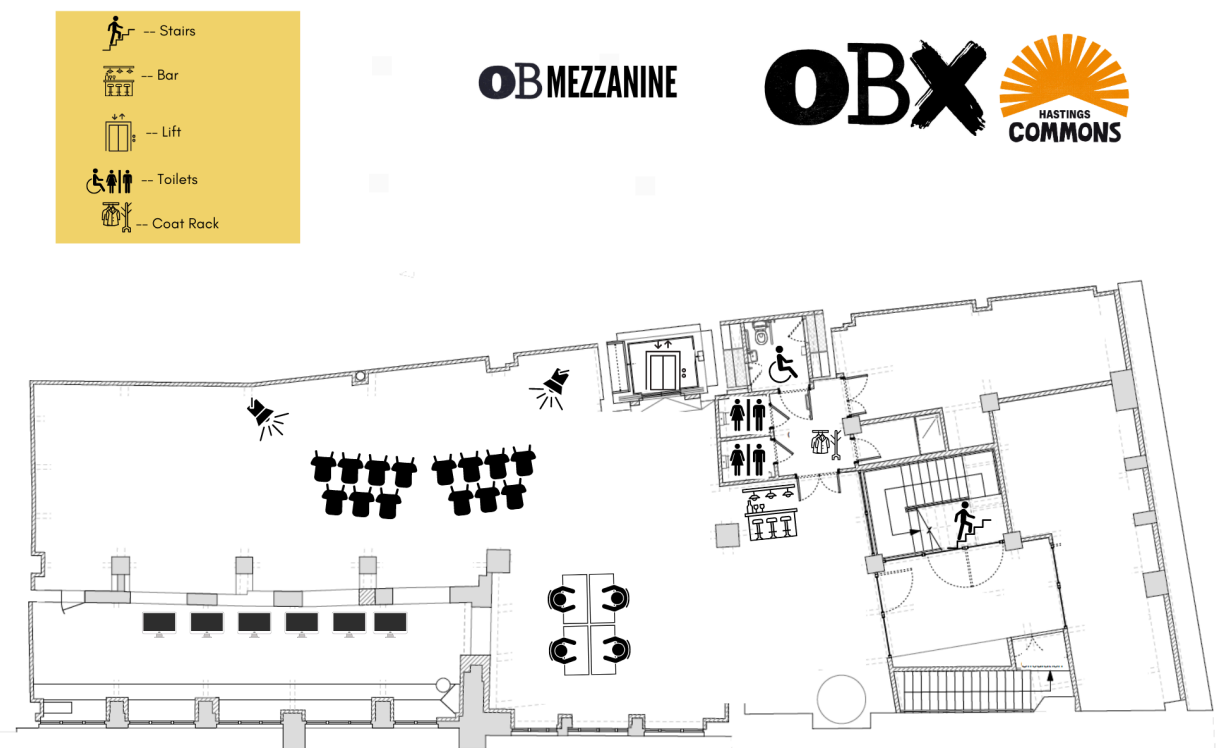 -- Stairs
-- Bar
-- Lift
-- Toilets
-- Coat Rack
OB MEZZANINE
OBX
HASTINGS
COMMONS